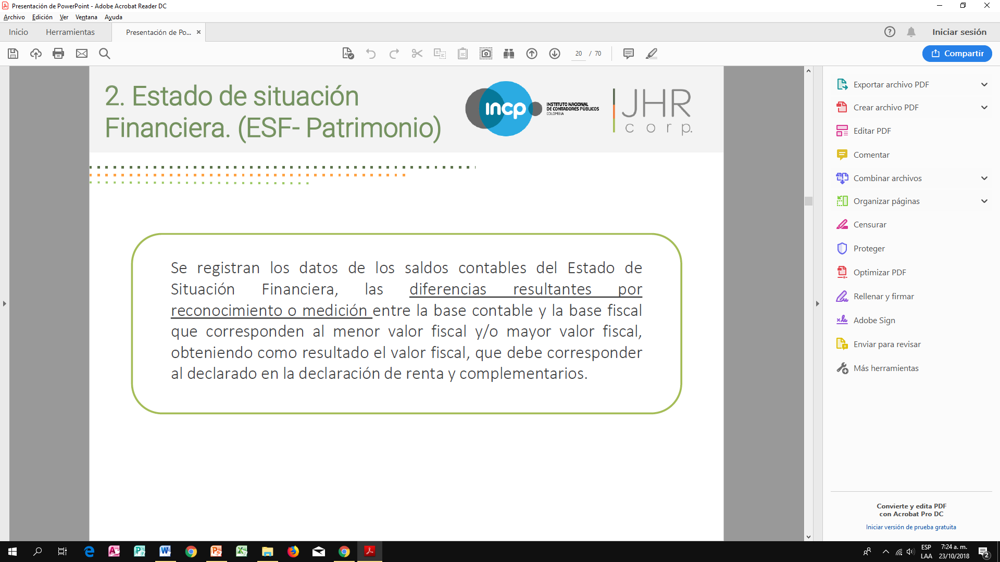 Presentación de PowerPoint - Adobe Acrobat Reader DC
Archivo Edición Ver Ventana Ayuda
Inicio Herramientas Presentación de Po... × Iniciar sesión
20 / 70 Compartir
2. Estado de situación
Financiera. (ESF- Patrimonio)
incp
INSTITUTO NACIONAL
DE CONTADORES PÚBLICOS
COLOMBIA
JHR
corp.
Se registran los datos de los saldos contables del Estado de
Situación Financiera, las diferencias resultantes por
reconocimiento o medición entre la base contable y la base fiscal
que corresponden al menor valor fiscal y/o mayor valor fiscal,
obteniendo como resultado el valor fiscal, que debe corresponder
al declarado en la declaración de renta y complementarios.
Exportar archivo PDF
Crear archivo PDF
Editar PDF
Comentar
Combinar archivos
Organizar páginas
Censurar
Proteger
Optimizar PDF
Rellenar y firmar
Adobe Sign
Enviar para revisar
Más herramientas
Convierte y edita PDF
con Acrobat Pro DC
Iniciar versión de prueba gratuita
ESP 7:24 a. m.
LAA 23/10/2018 2